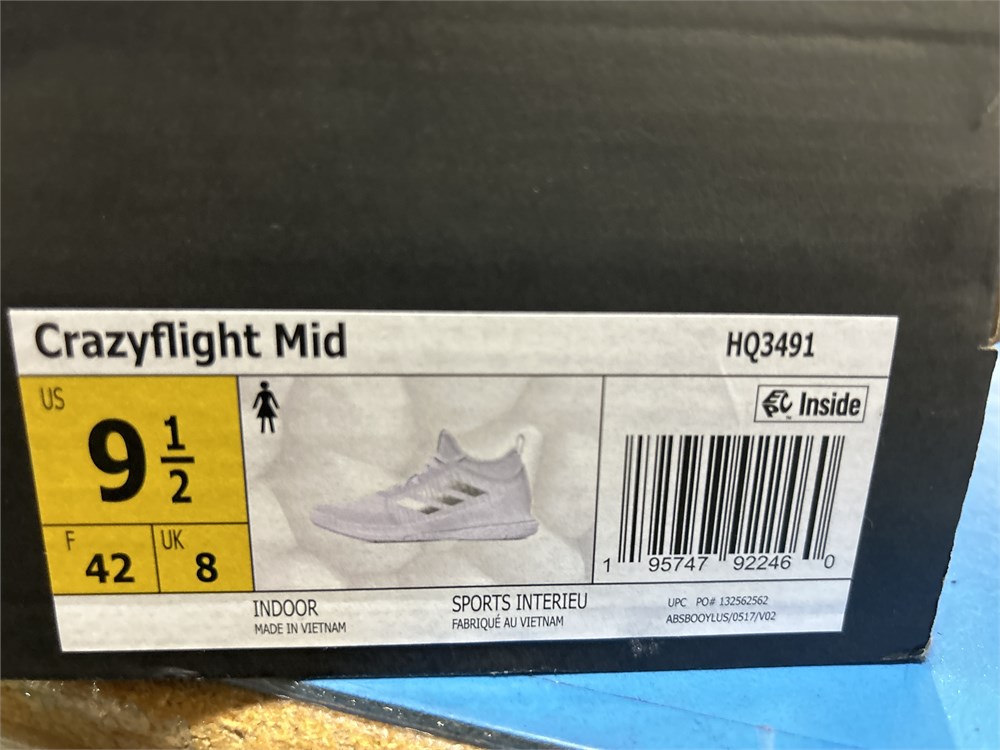 Crazyflight Mid
HQ3491
US
9 1/2
F
42
UK
8
EPC Inside
1 95747 92246 0
INDOOR
MADE IN VIETNAM
SPORTS INTERIEU
FABRIQUÉ AU VIETNAM
UPC PO# 132562562
ABSBOOYLUS/0517/V02